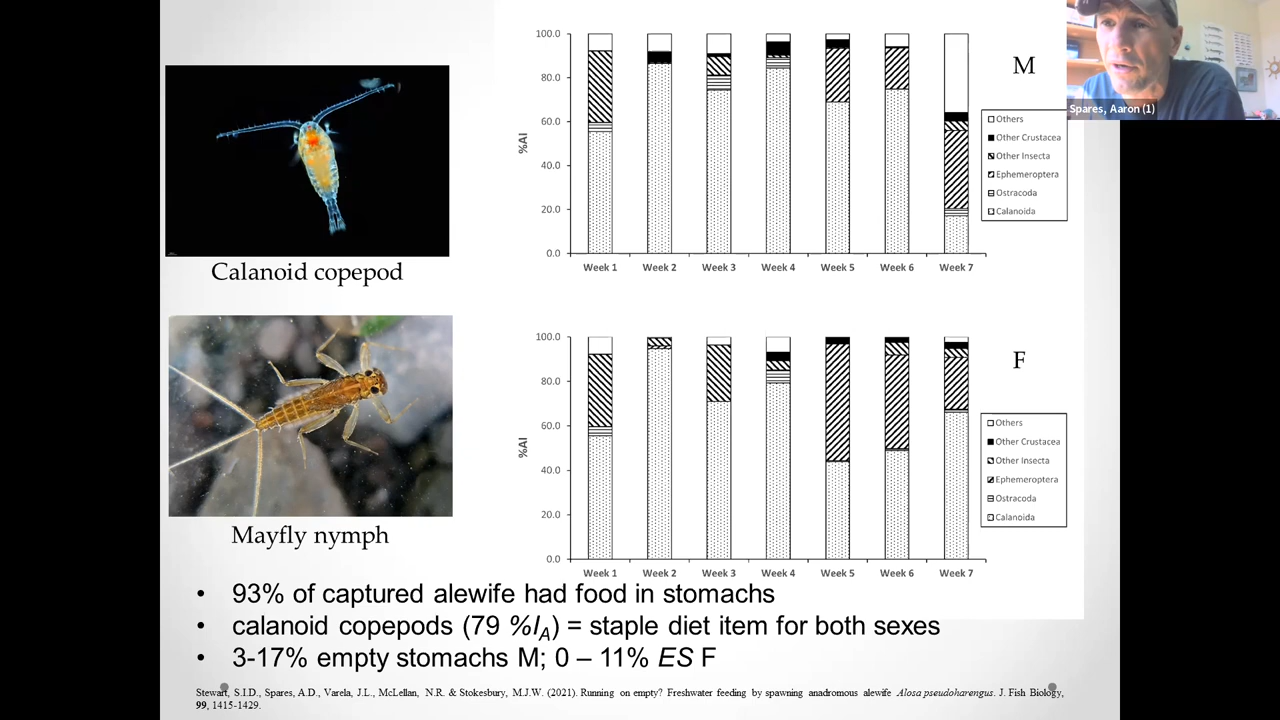 100.0
80.0
60.0
40.0
20.0
0.0
%AI
Week 1 Week 2 Week 3 Week 4 Week 5 Week 6 Week 7
M
Others
Other Crustacea
Other Insecta
Ephemeroptera
Ostracoda
Calanoida
Spares, Aaron (1)
Calanoid copepod
100.0
80.0
60.0
40.0
20.0
0.0
%AI
Week 1 Week 2 Week 3 Week 4 Week 5 Week 6 Week 7
F
Others
Other Crustacea
Other Insecta
Ephemeroptera
Ostracoda
Calanoida
Mayfly nymph
• 93% of captured alewife had food in stomachs
• calanoid copepods (79 %IA) = staple diet item for both sexes
• 3-17% empty stomachs M; 0 – 11% ES F
Stewart, S.I.D., Spares, A.D., Varela, J.L., McLellan, N.R. & Stokesbury, M.J.W. (2021). Running on empty? Freshwater feeding by spawning anadromous alewife Alosa pseudoharengus. J. Fish Biology,
99, 1415-1429.